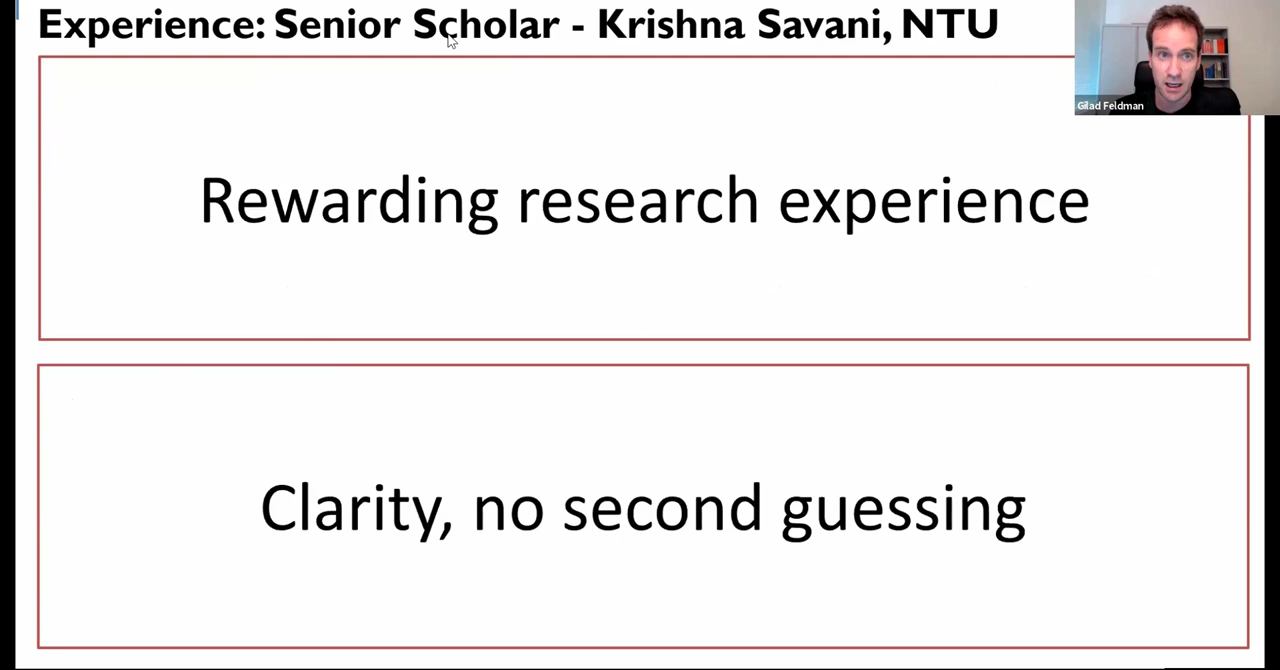 Experience: Senior Scholar - Krishna Savani, NTU
Gilad Feldman
Rewarding research experience
Clarity, no second guessing